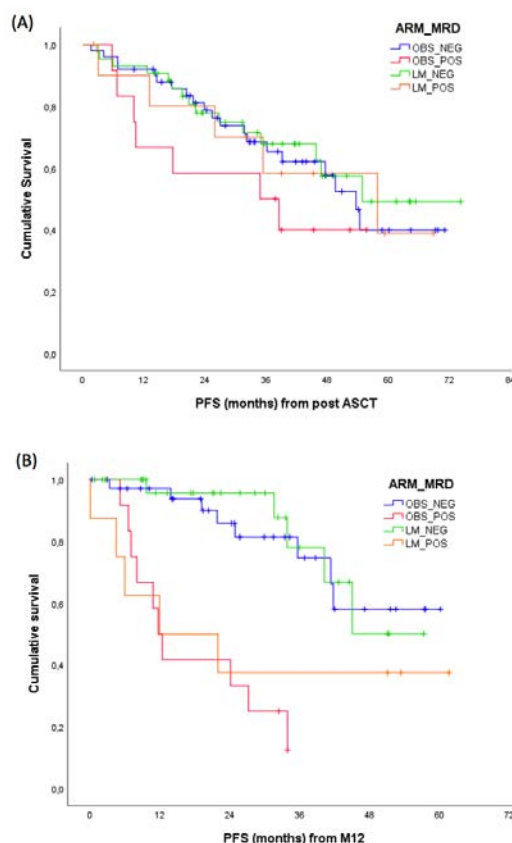 (A)
ARM_MRD
OBS_NEG
OBS_POS
LM_NEG
LM_POS
Cumulative Survival
1,0
0,8
0,6
0,4
0,2
0,0
0 12 24 36 48 60 72 84
PFS (months) from post ASCT
(B)
ARM_MRD
OBS_NEG
OBS_POS
LM_NEG
LM_POS
Cumulative survival
1,0
0,8
0,6
0,4
0,2
0,0
0 12 24 36 48 60 72
PFS (months) from M12